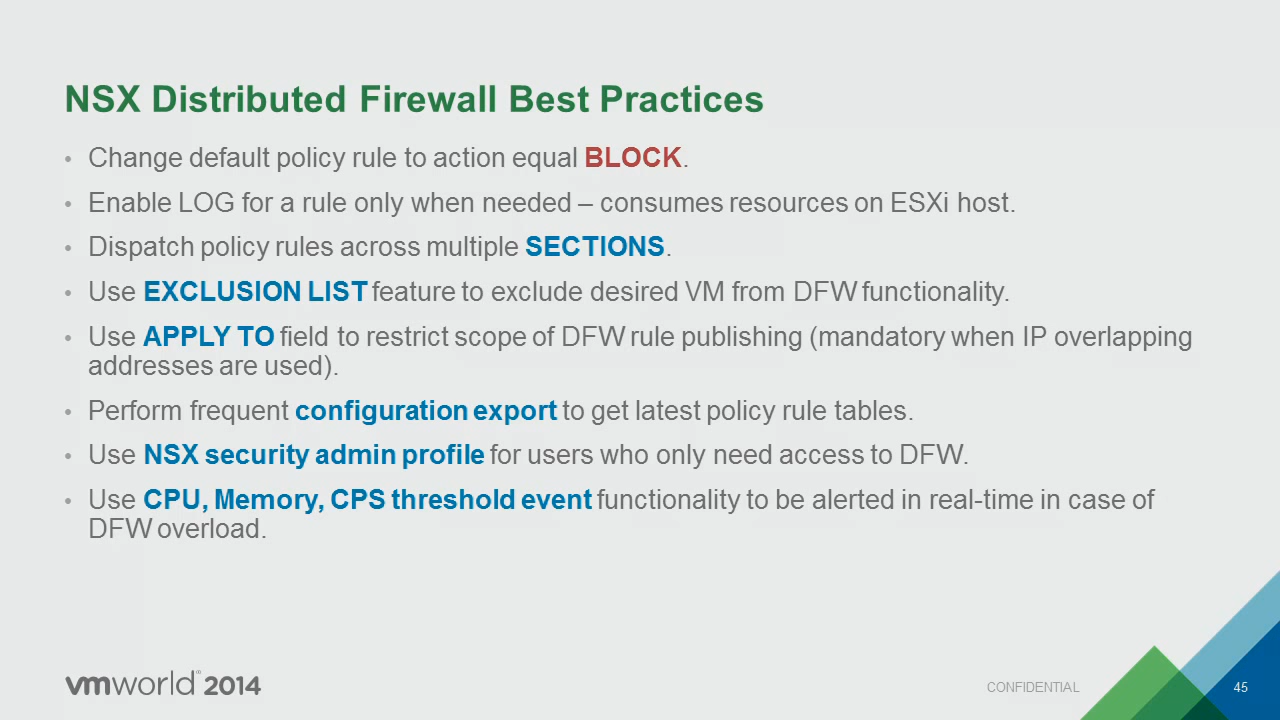 NSX Distributed Firewall Best Practices
• Change default policy rule to action equal BLOCK.
• Enable LOG for a rule only when needed – consumes resources on ESXi host.
• Dispatch policy rules across multiple SECTIONS.
• Use EXCLUSION LIST feature to exclude desired VM from DFW functionality.
• Use APPLY TO field to restrict scope of DFW rule publishing (mandatory when IP overlapping
addresses are used).
• Perform frequent configuration export to get latest policy rule tables.
• Use NSX security admin profile for users who only need access to DFW.
• Use CPU, Memory, CPS threshold event functionality to be alerted in real-time in case of
DFW overload.
vmworld® 2014
CONFIDENTIAL
45